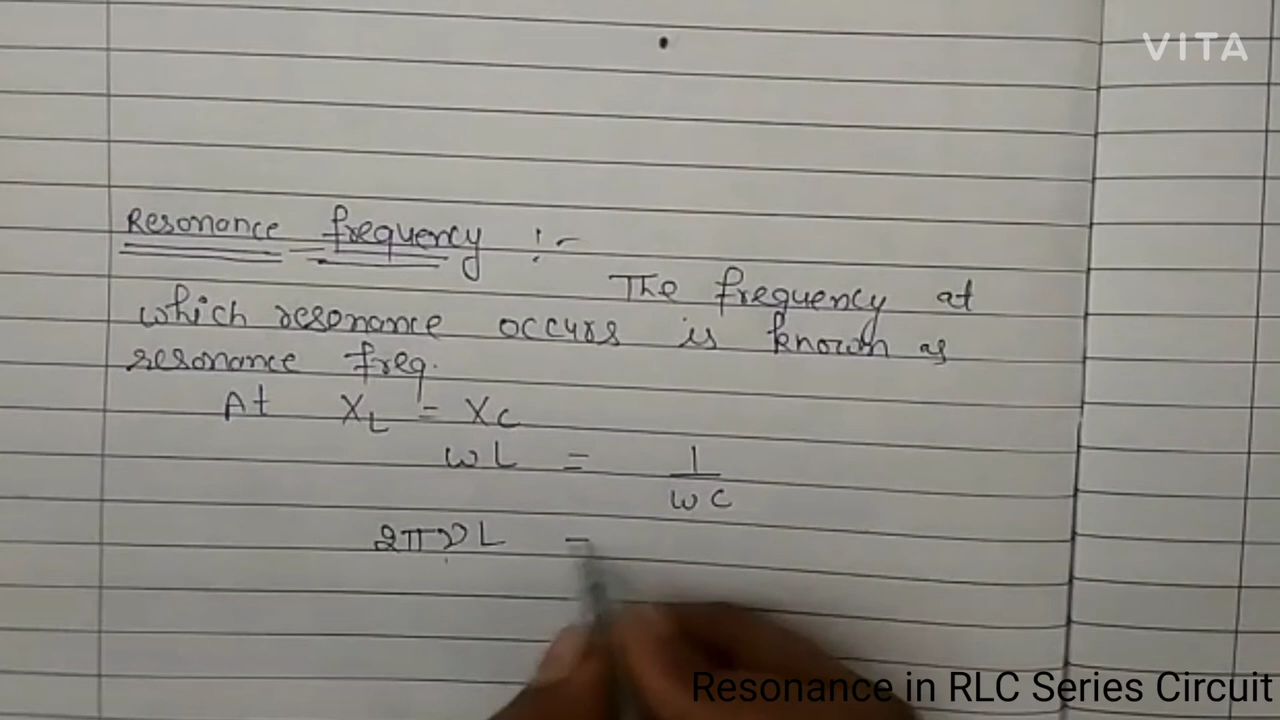 VITA
Resonance frequency :-
The frequency at
which resonance occurs is known as
resonance freq.
At X_L = X_C
ωL = 1/ωC
2πνL =
Resonance in RLC Series Circuit